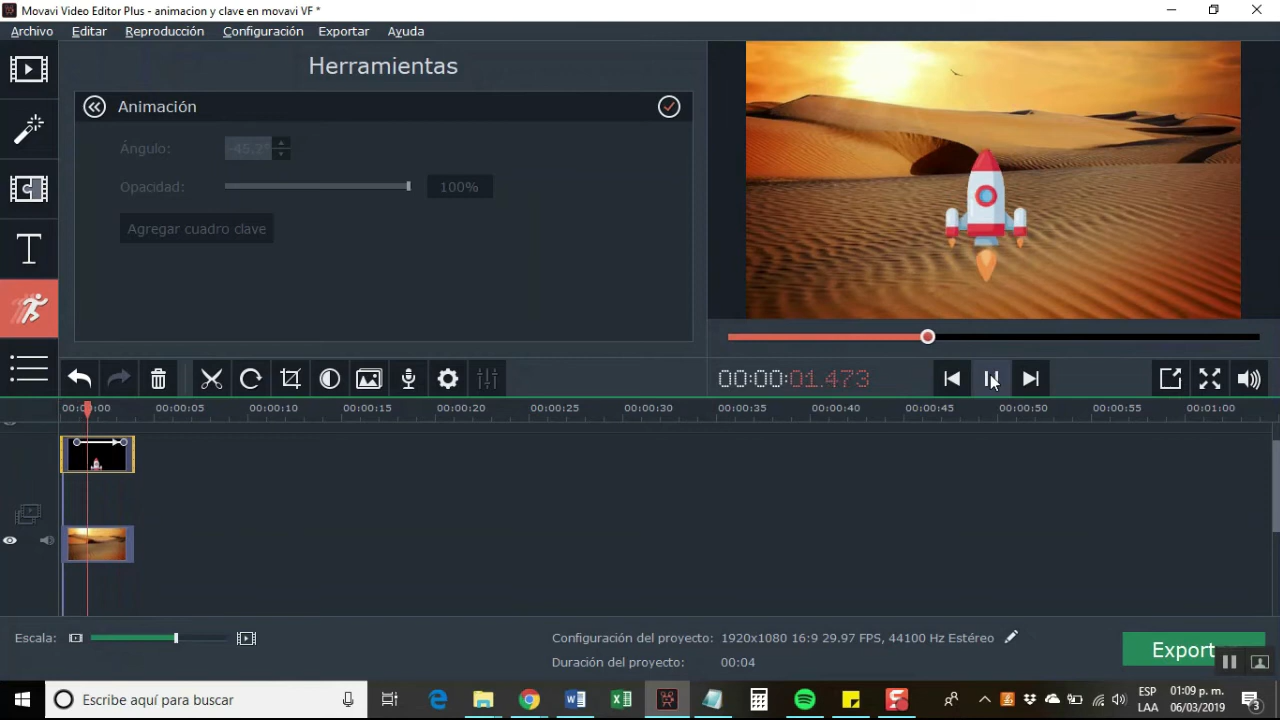 Movavi Video Editor Plus - animacion y clave en movavi VF *
Archivo Editar Reproducción Configuración Exportar Ayuda
Herramientas
Animación
Ángulo: -45,2°
Opacidad: 100%
Agregar cuadro clave
00:00:01.473
00:00:00 00:00:05 00:00:10 00:00:15 00:00:20 00:00:25 00:00:30 00:00:35 00:00:40 00:00:45 00:00:50 00:00:55 00:01:00
Escala:
Configuración del proyecto: 1920x1080 16:9 29.97 FPS, 44100 Hz Estéreo
Duración del proyecto: 00:04
Export
Escribe aquí para buscar
ESP 01:09 p. m.
LAA 06/03/2019
3